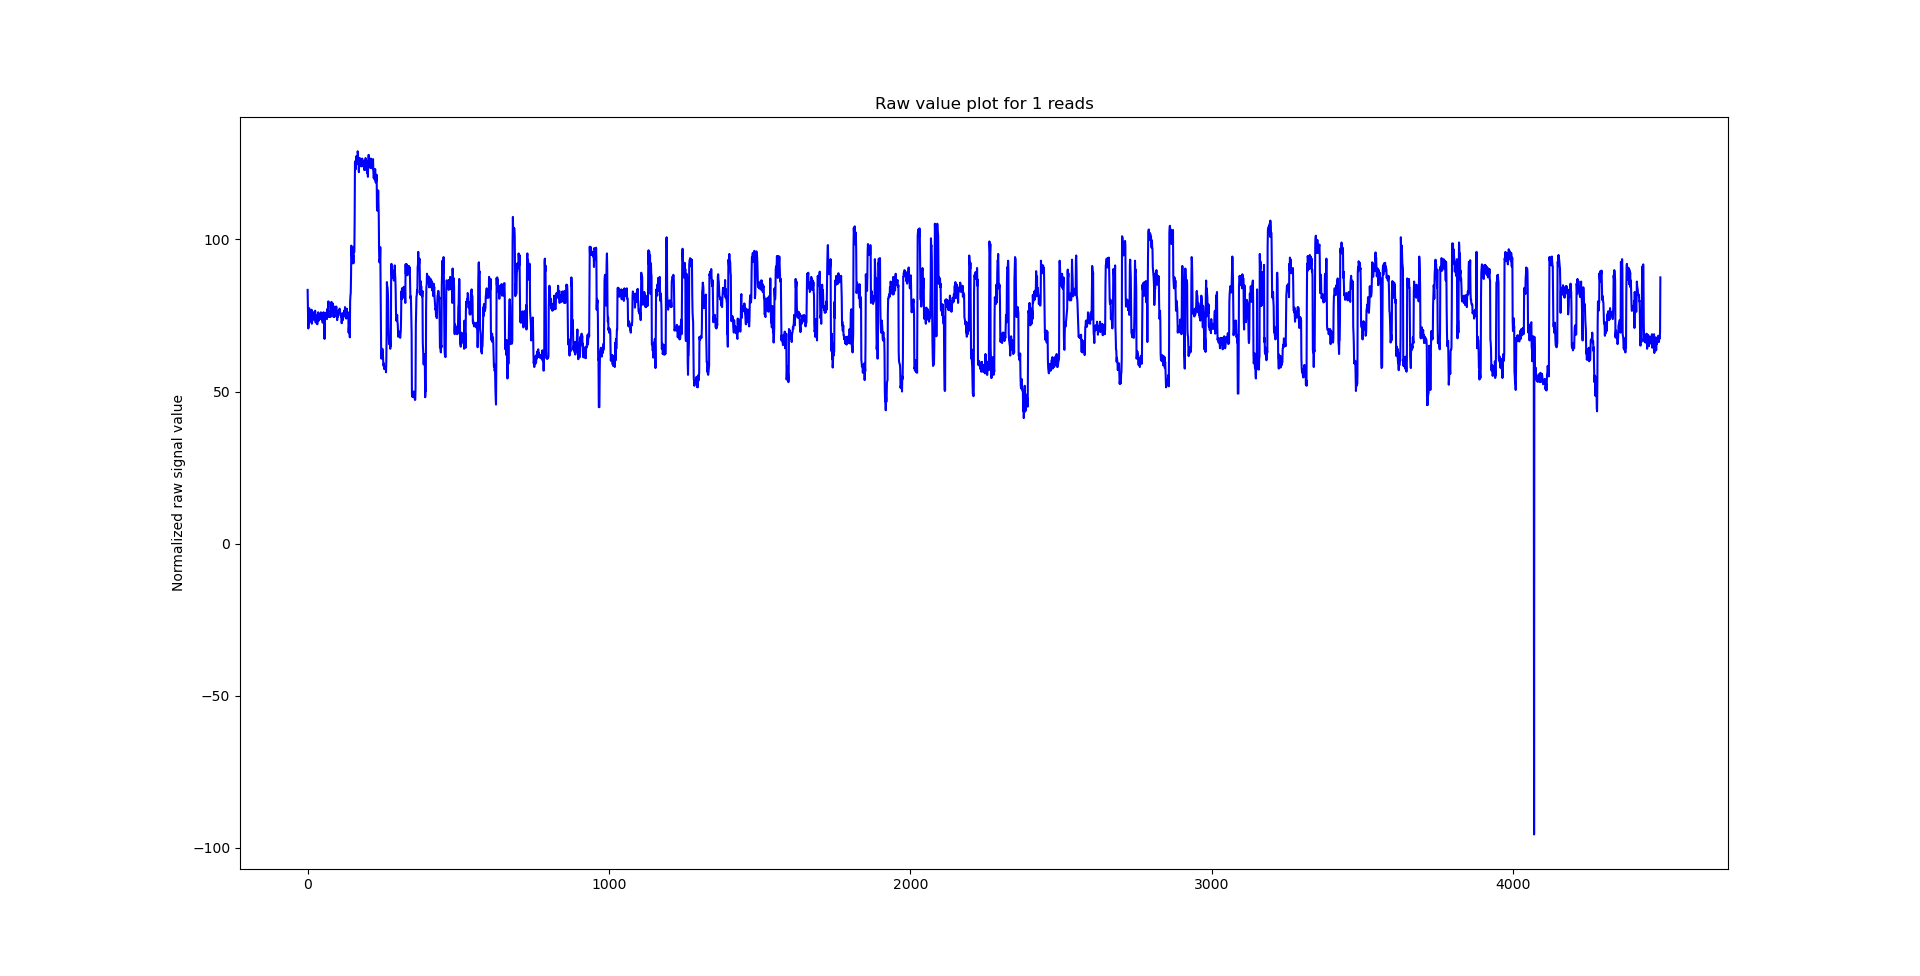 Raw value plot for 1 reads
Normalized raw signal value
100
50
0
−50
−100
0 1000 2000 3000 4000